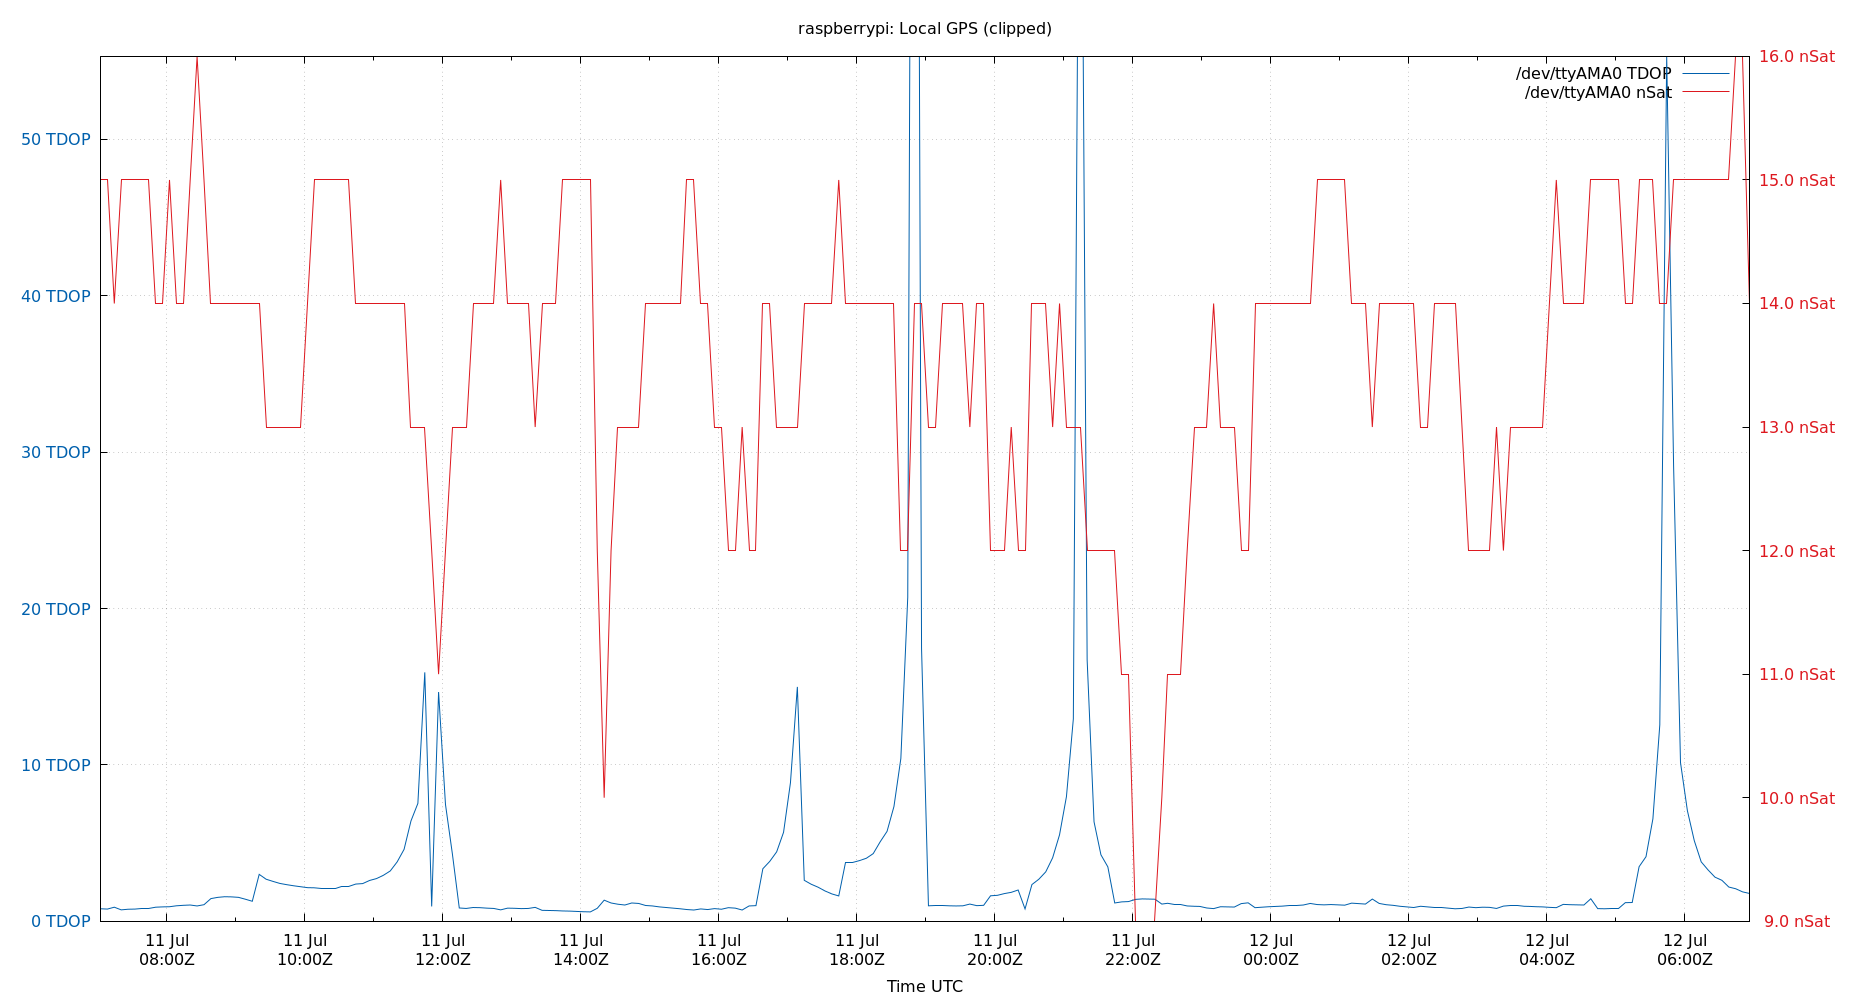 raspberrypi: Local GPS (clipped)
/dev/ttyAMA0 TDOP
/dev/ttyAMA0 nSat
50 TDOP
40 TDOP
30 TDOP
20 TDOP
10 TDOP
0 TDOP
16.0 nSat
15.0 nSat
14.0 nSat
13.0 nSat
12.0 nSat
11.0 nSat
10.0 nSat
9.0 nSat
11 Jul
08:00Z
11 Jul
10:00Z
11 Jul
12:00Z
11 Jul
14:00Z
11 Jul
16:00Z
11 Jul
18:00Z
11 Jul
20:00Z
11 Jul
22:00Z
12 Jul
00:00Z
12 Jul
02:00Z
12 Jul
04:00Z
12 Jul
06:00Z
Time UTC